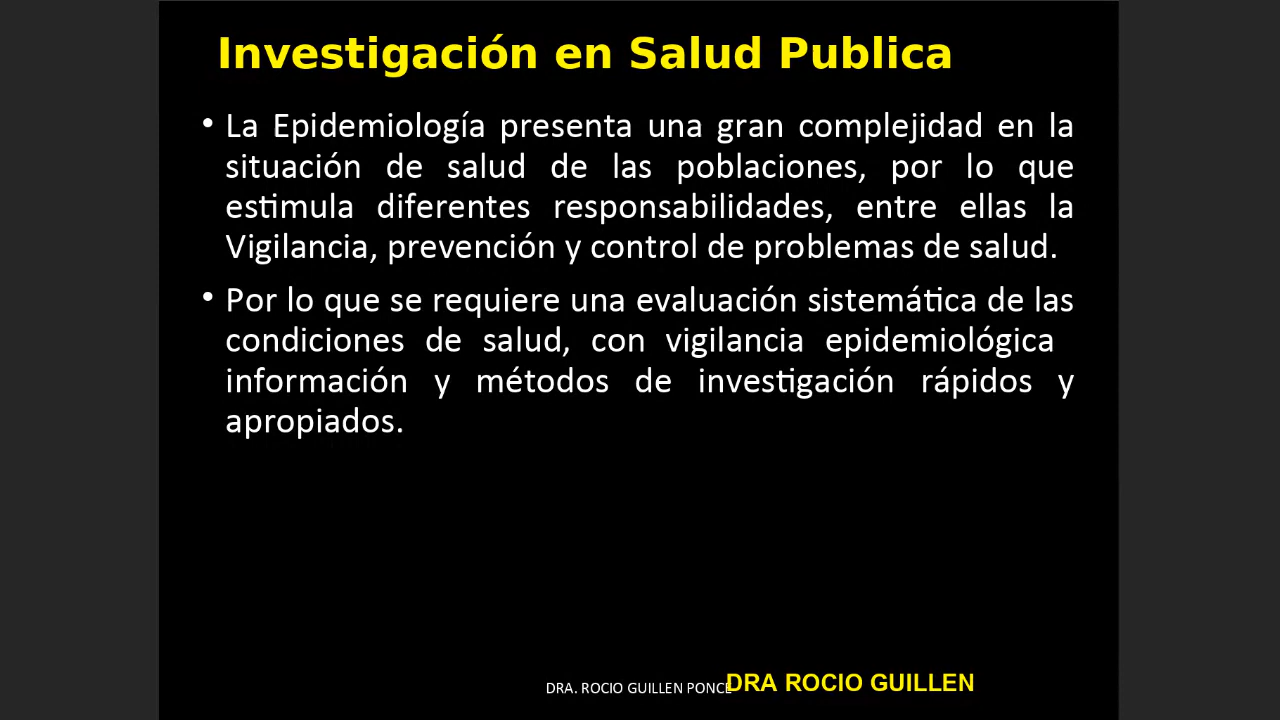 Investigación en Salud Publica
• La Epidemiología presenta una gran complejidad en la
situación de salud de las poblaciones, por lo que
estimula diferentes responsabilidades, entre ellas la
Vigilancia, prevención y control de problemas de salud.
• Por lo que se requiere una evaluación sistemática de las
condiciones de salud, con vigilancia epidemiológica
información y métodos de investigación rápidos y
apropiados.
DRA. ROCIO GUILLEN PONCE
DRA ROCIO GUILLEN